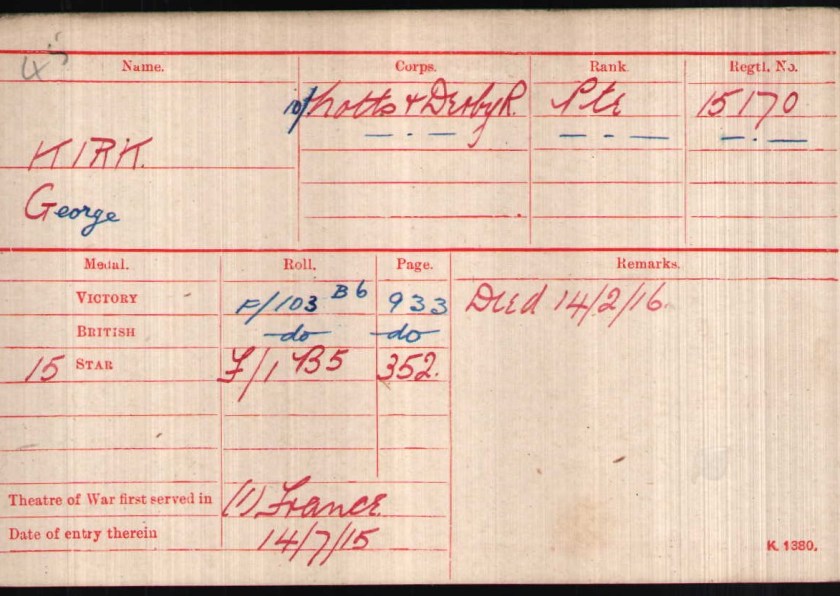 45
Name. Corps. Rank. Regtl. No.
10/Notts & Derby R. Pte 15170
— . — — . — — . —
KIRK.
George
Medal. Roll. Page. Remarks.
VICTORY F/103 B6 933 Died 14/2/16.
BRITISH do do
15 STAR F/1 B5 352.
Theatre of War first served in (1) France.
Date of entry therein 14/7/15
K. 1380.